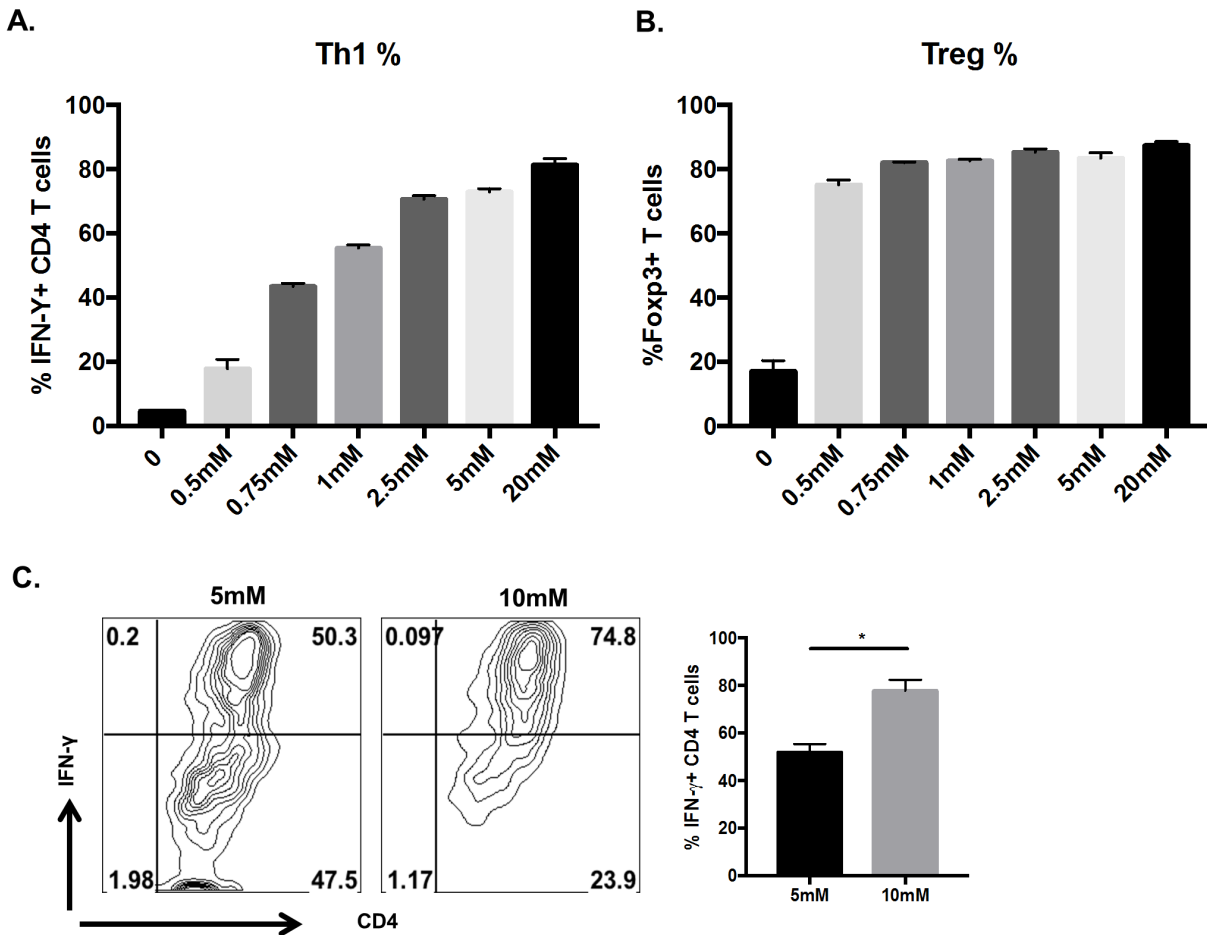 A.
Th1 %
% IFN-Y+ CD4 T cells
100
80
60
40
20
0
0
0.5mM
0.75mM
1mM
2.5mM
5mM
20mM
B.
Treg %
%Foxp3+ T cells
100
80
60
40
20
0
0
0.5mM
0.75mM
1mM
2.5mM
5mM
20mM
C.
5mM
0.2
50.3
1.98
47.5
10mM
0.097
74.8
1.17
23.9
IFN-γ
CD4
% IFN-γ+ CD4 T cells
100
80
60
40
20
0
*
5mM
10mM